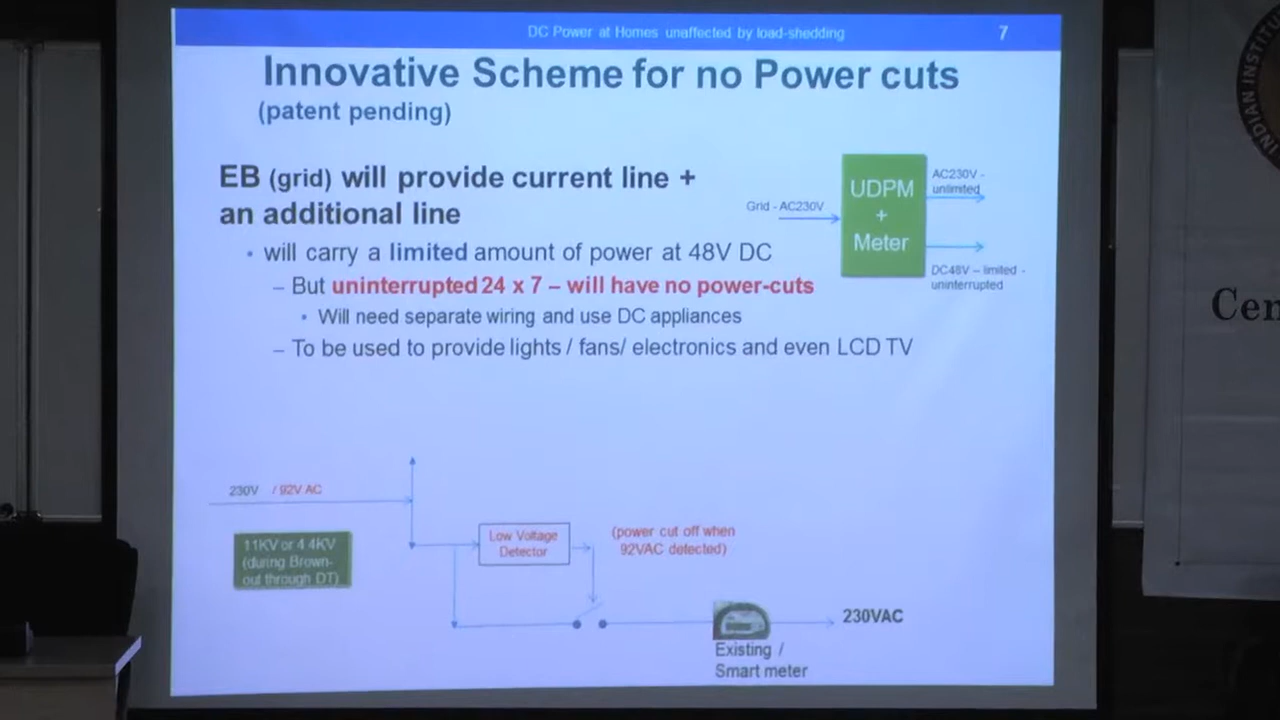 DC Power at Homes unaffected by load-shedding
7
Innovative Scheme for no Power cuts
(patent pending)
EB (grid) will provide current line +
an additional line
• will carry a limited amount of power at 48V DC
– But uninterrupted 24 x 7 – will have no power-cuts
• Will need separate wiring and use DC appliances
– To be used to provide lights / fans/ electronics and even LCD TV
Grid - AC230V
UDPM
+
Meter
AC230V -
unlimited
DC48V – limited -
uninterrupted
230V / 92V AC
11KV or 4.4KV
(during Brown-
out through DT)
Low Voltage
Detector
(power cut off when
92VAC detected)
230VAC
Existing /
Smart meter
INDIAN INSTITU
Cen